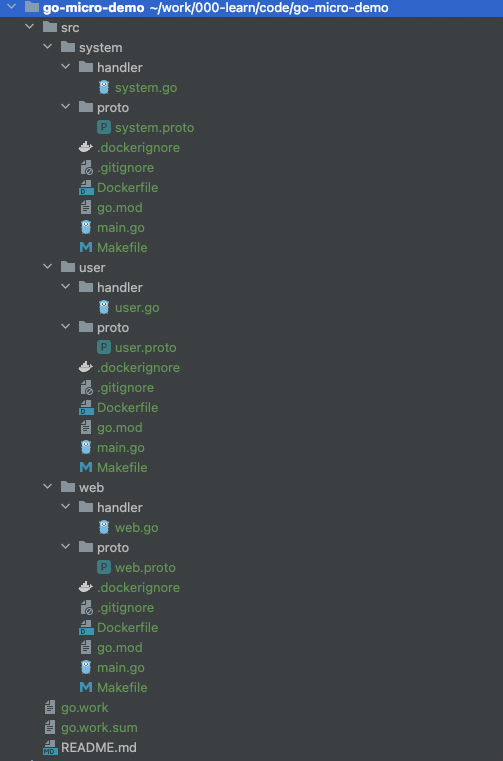 go-micro-demo ~/work/000-learn/code/go-micro-demo
src
system
handler
system.go
proto
system.proto
.dockerignore
.gitignore
Dockerfile
go.mod
main.go
Makefile
user
handler
user.go
proto
user.proto
.dockerignore
.gitignore
Dockerfile
go.mod
main.go
Makefile
web
handler
web.go
proto
web.proto
.dockerignore
.gitignore
Dockerfile
go.mod
main.go
Makefile
go.work
go.work.sum
README.md